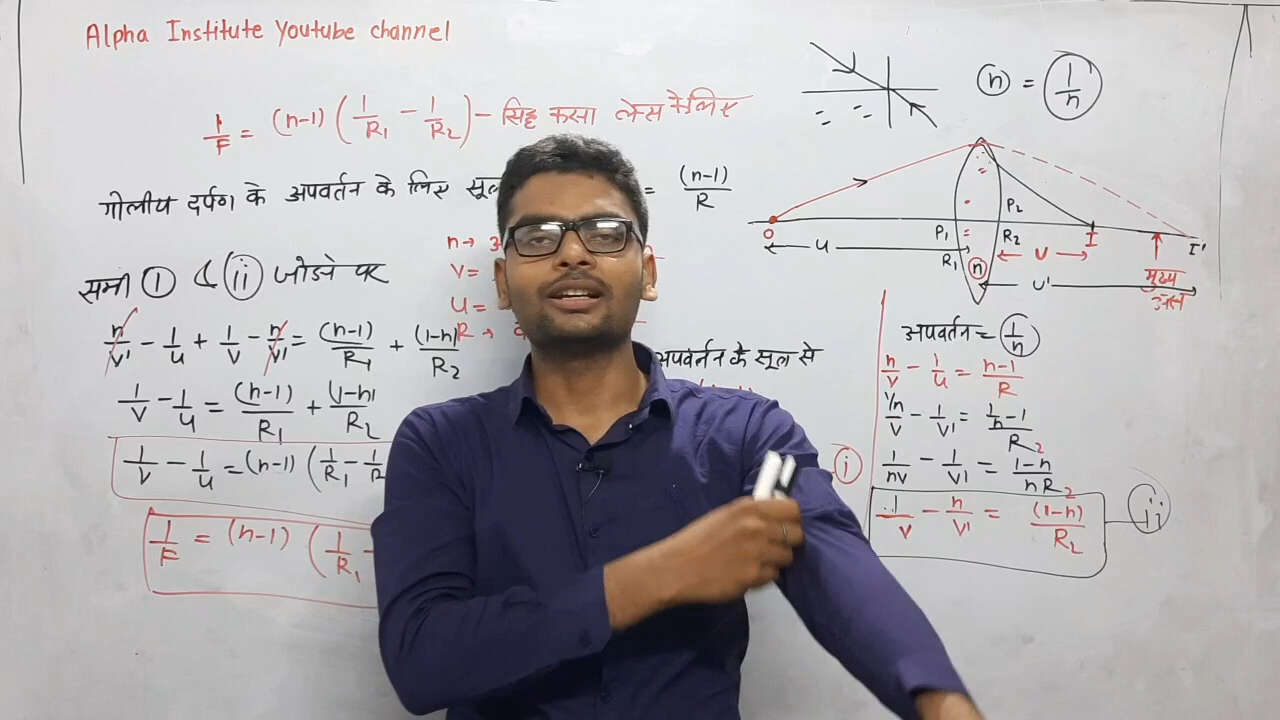 Alpha Institute Youtube channel
1/F = (n-1) (1/R₁ - 1/R₂) - सिद्द करना लेन्स के लिए
गोलीय दर्पण के अपवर्तन के लिए सूत्
= (n-1)/R
n →
v =
u =
R →
समी ① & ⓘⓘ जोडने पर
n/v' - 1/u + 1/v - n/v' = (n-1)/R₁ + (1-n)/R₂
1/v - 1/u = (n-1)/R₁ + (1-n)/R₂
1/v - 1/u = (n-1) (1/R₁ - 1/R
1/F = (n-1) (1/R₁ -
अपवर्तन के सूत्र से
ⓘ
ⓝ = 1/n
O
I
I'
P₁
P₂
R₁
R₂
n
u
v
v'
मुख्य
अक्ष
अपवर्तन = 1/n
n/v - 1/u = n-1/R
1/n/v - 1/v' = 1/n-1/R₂
1/nv - 1/v' = 1-n/nR₂
1/v - n/v' = (1-n)/R₂
ii